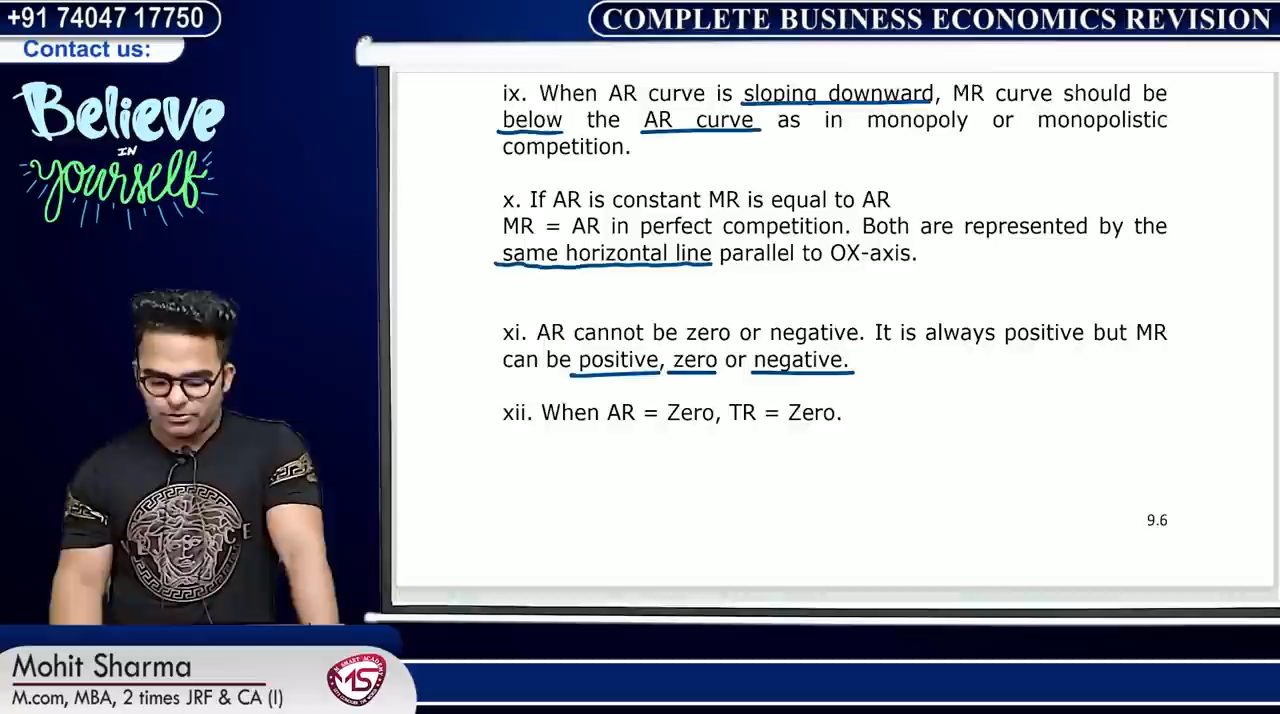 +91 74047 17750
COMPLETE BUSINESS ECONOMICS REVISION
Contact us:
Believe
IN
yourself
ix. When AR curve is sloping downward, MR curve should be
below the AR curve as in monopoly or monopolistic
competition.
x. If AR is constant MR is equal to AR
MR = AR in perfect competition. Both are represented by the
same horizontal line parallel to OX-axis.
xi. AR cannot be zero or negative. It is always positive but MR
can be positive, zero or negative.
xii. When AR = Zero, TR = Zero.
9.6
Mohit Sharma
M.com, MBA, 2 times JRF & CA (I)
MS